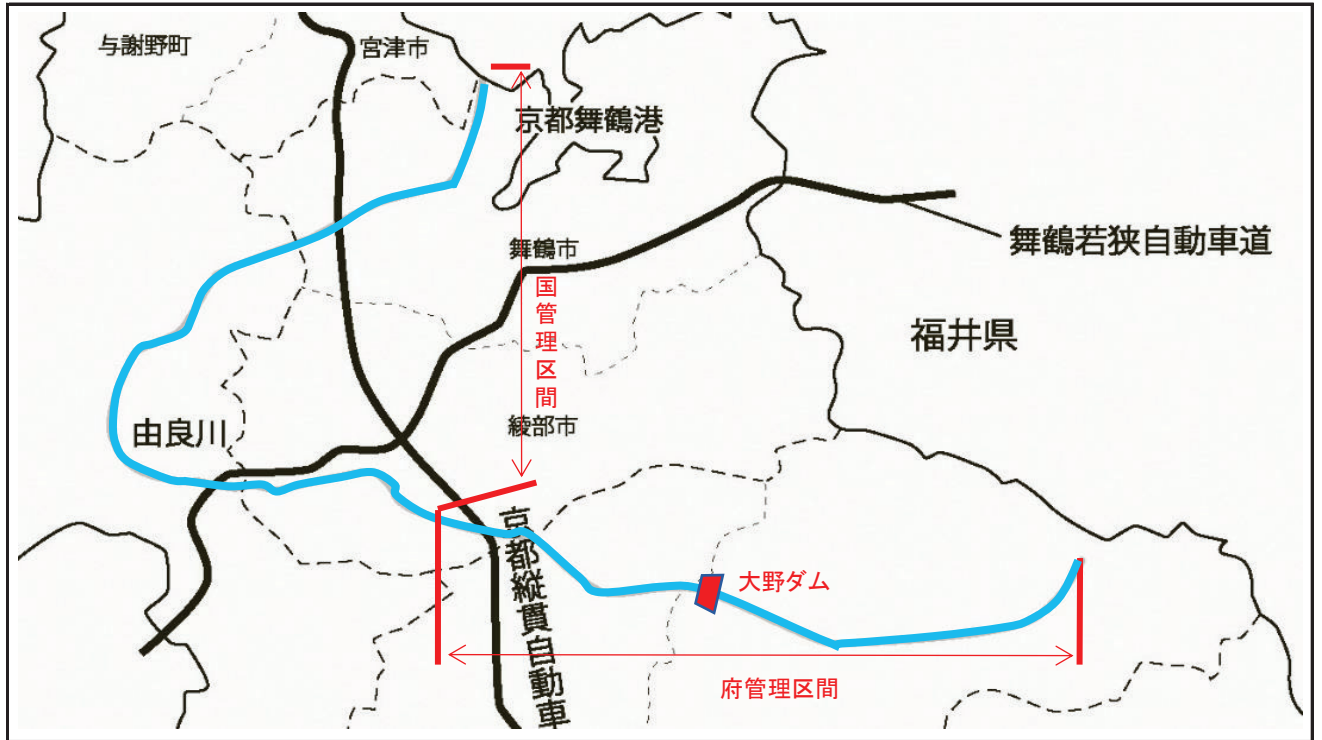 与謝野町
宮津市
京都舞鶴港
舞鶴市
舞鶴若狭自動車道
国管理区間
福井県
綾部市
由良川
京都縦貫自動車
大野ダム
府管理区間